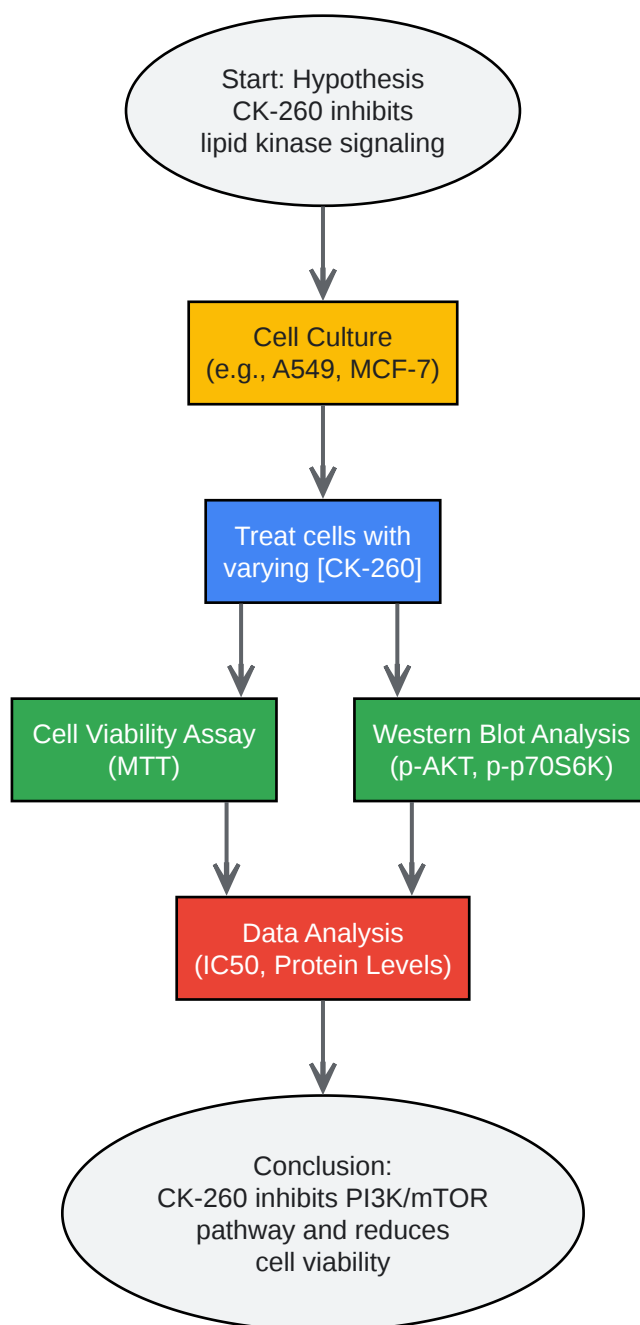 Start: Hypothesis
CK-260 inhibits
lipid kinase signaling
Cell Culture
(e.g., A549, MCF-7)
Treat cells with
varying [CK-260]
Cell Viability Assay
(MTT)
Western Blot Analysis
(p-AKT, p-p70S6K)
Data Analysis
(IC50, Protein Levels)
Conclusion:
CK-260 inhibits PI3K/mTOR
pathway and reduces
cell viability